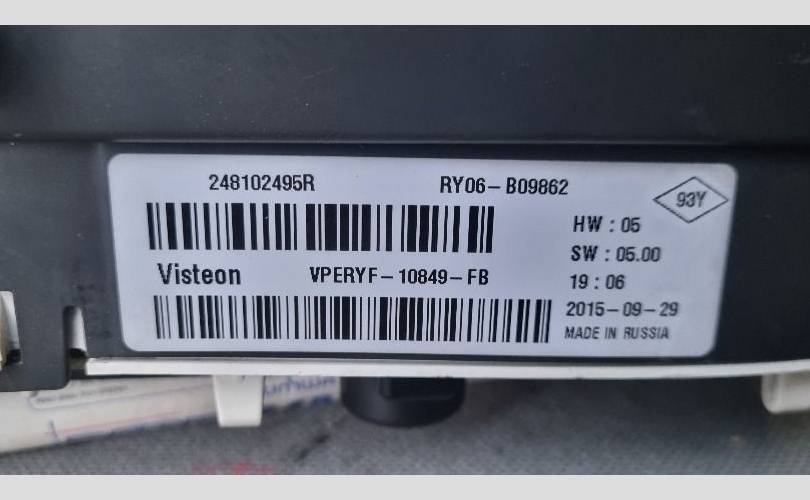 248102495R RY06-B09862
93Y
HW : 05
SW : 05.00
Visteon VPERYF-10849-FB
19 : 06
2015-09-29
MADE IN RUSSIA